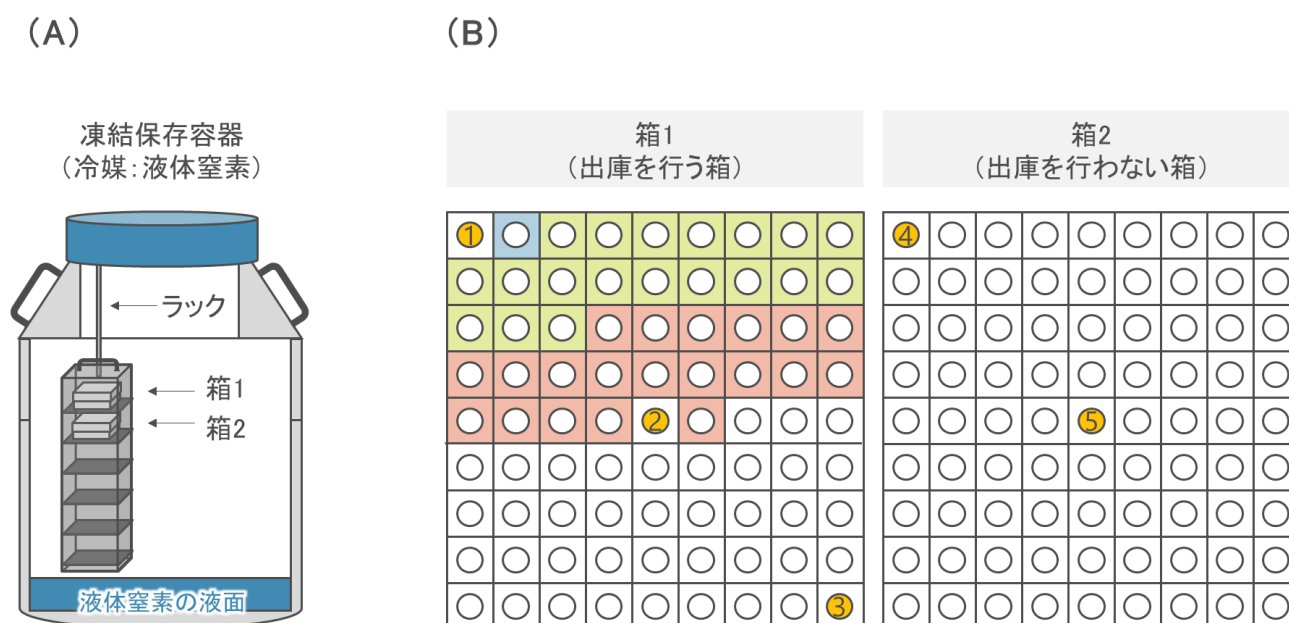 (A)
(B)
凍結保存容器
(冷媒:液体窒素)
箱1
(出庫を行う箱)
箱2
(出庫を行わない箱)
ラック
箱1
箱2
液体窒素の液面
1
2
3
4
5